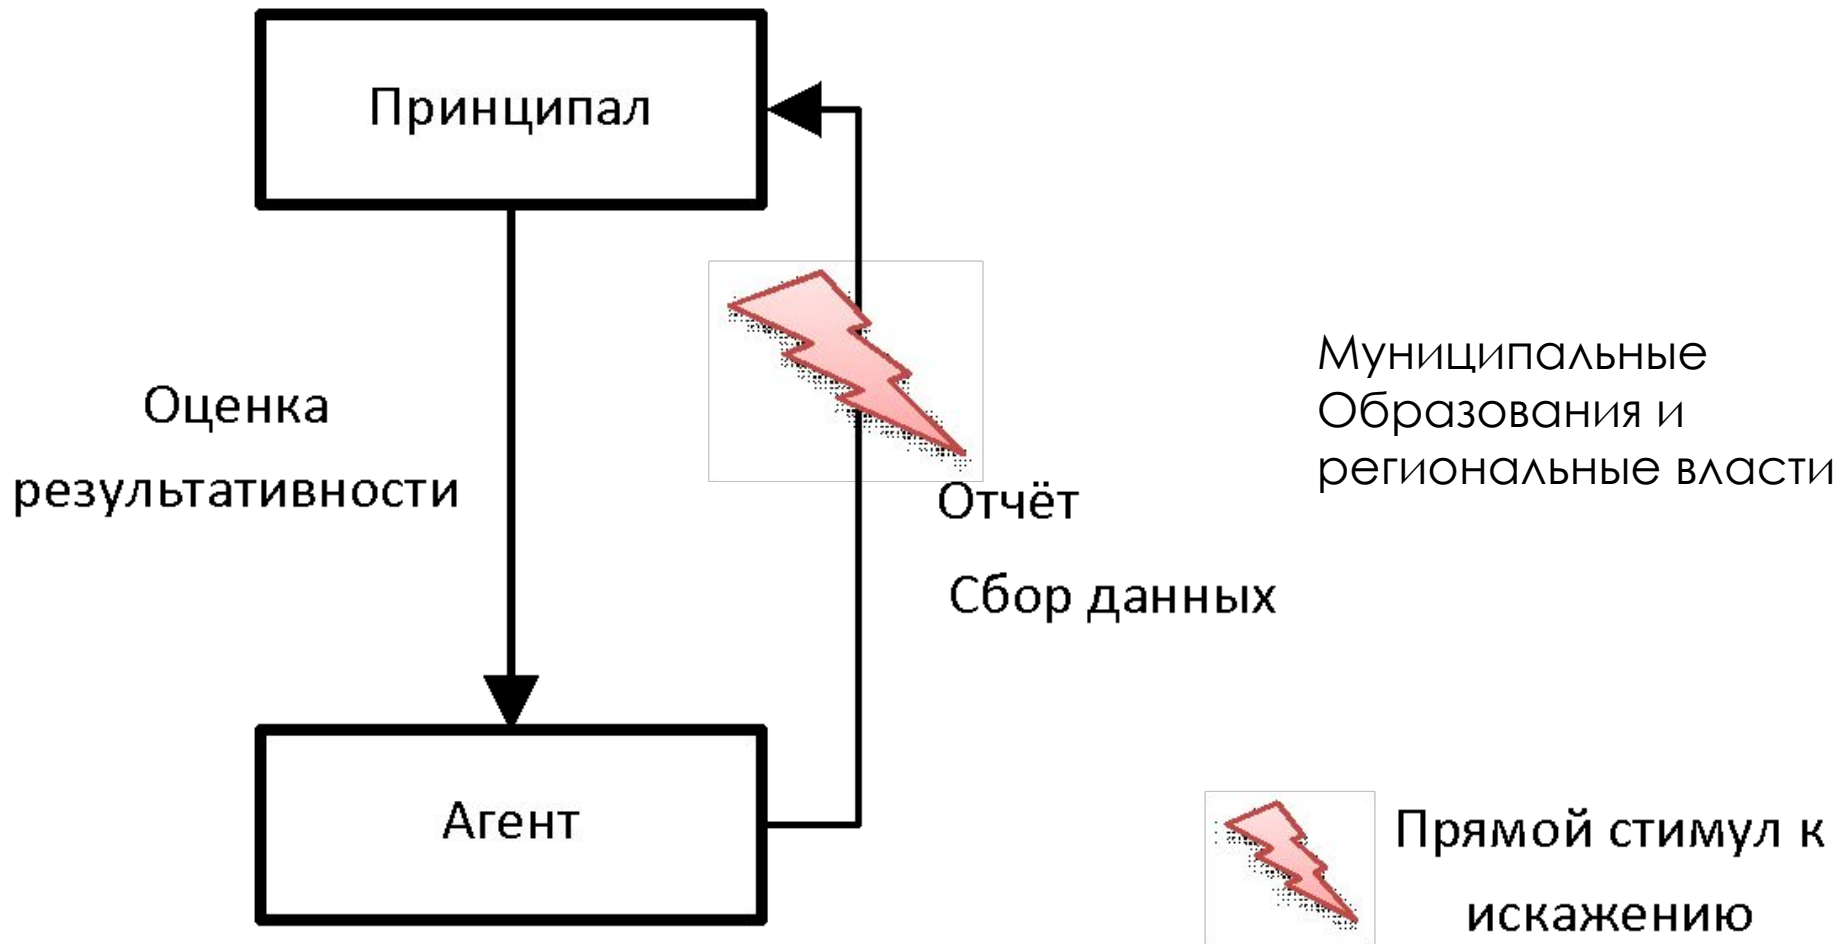 Принципал
Оценка
результативности
Отчёт
Сбор данных
Муниципальные
Образования и
региональные власти
Агент
Прямой стимул к
искажению